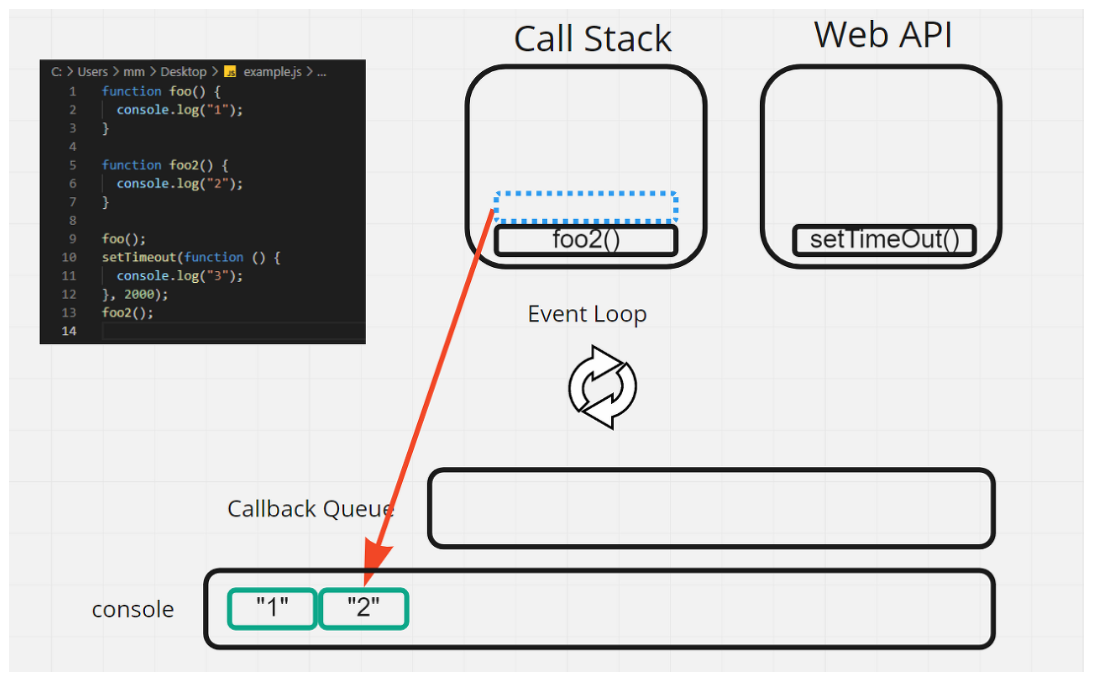 Call Stack
Web API
C: > Users > mm > Desktop > JS example.js > ...
1 function foo() {
2 console.log("1");
3 }
4
5 function foo2() {
6 console.log("2");
7 }
8
9 foo();
10 setTimeout(function () {
11 console.log("3");
12 }, 2000);
13 foo2();
14
foo2()
setTimeOut()
Event Loop
Callback Queue
console
"1"
"2"